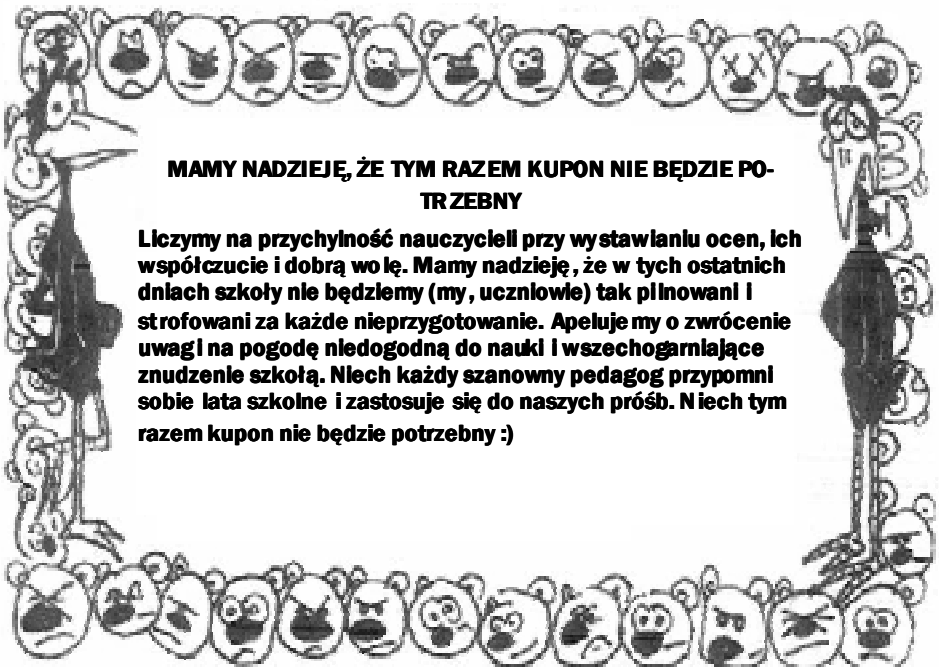 MAMY NADZIEJĘ, ŻE TYM RAZEM KUPON NIE BĘDZIE PO-
TRZEBNY
Liczymy na przychylność nauczycieli przy wystawianiu ocen, ich
współczucie i dobrą wolę. Mamy nadzieję, że w tych ostatnich
dniach szkoły nie będziemy (my, uczniowie) tak pilnowani i
strofowani za każde nieprzygotowanie. Apelujemy o zwrócenie
uwagi na pogodę niedogodną do nauki i wszechogarniające
znudzenie szkołą. Niech każdy szanowny pedagog przypomni
sobie lata szkolne i zastosuje się do naszych próśb. Niech tym
razem kupon nie będzie potrzebny :)